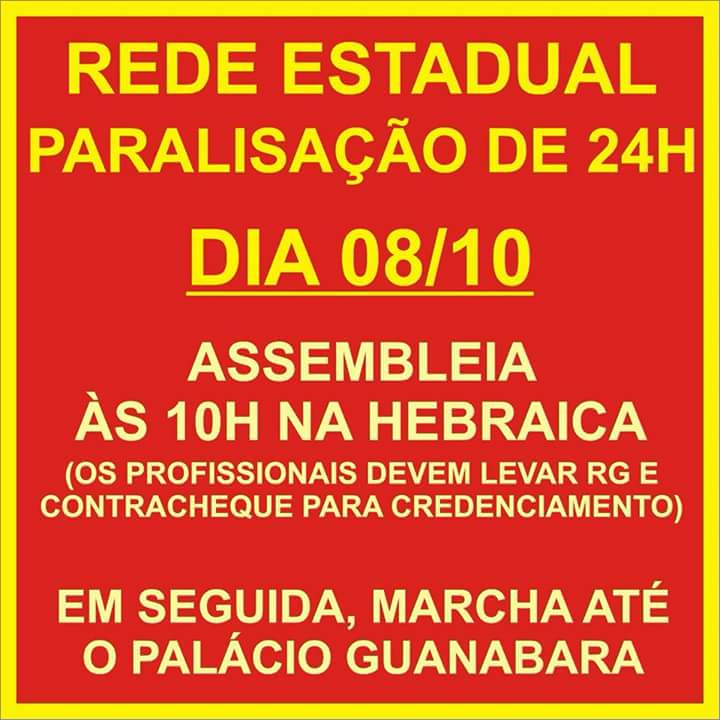 REDE ESTADUAL
PARALISAÇÃO DE 24H
DIA 08/10
ASSEMBLEIA
ÀS 10H NA HEBRAICA
(OS PROFISSIONAIS DEVEM LEVAR RG E
CONTRACHEQUE PARA CREDENCIAMENTO)
EM SEGUIDA, MARCHA ATÉ
O PALÁCIO GUANABARA